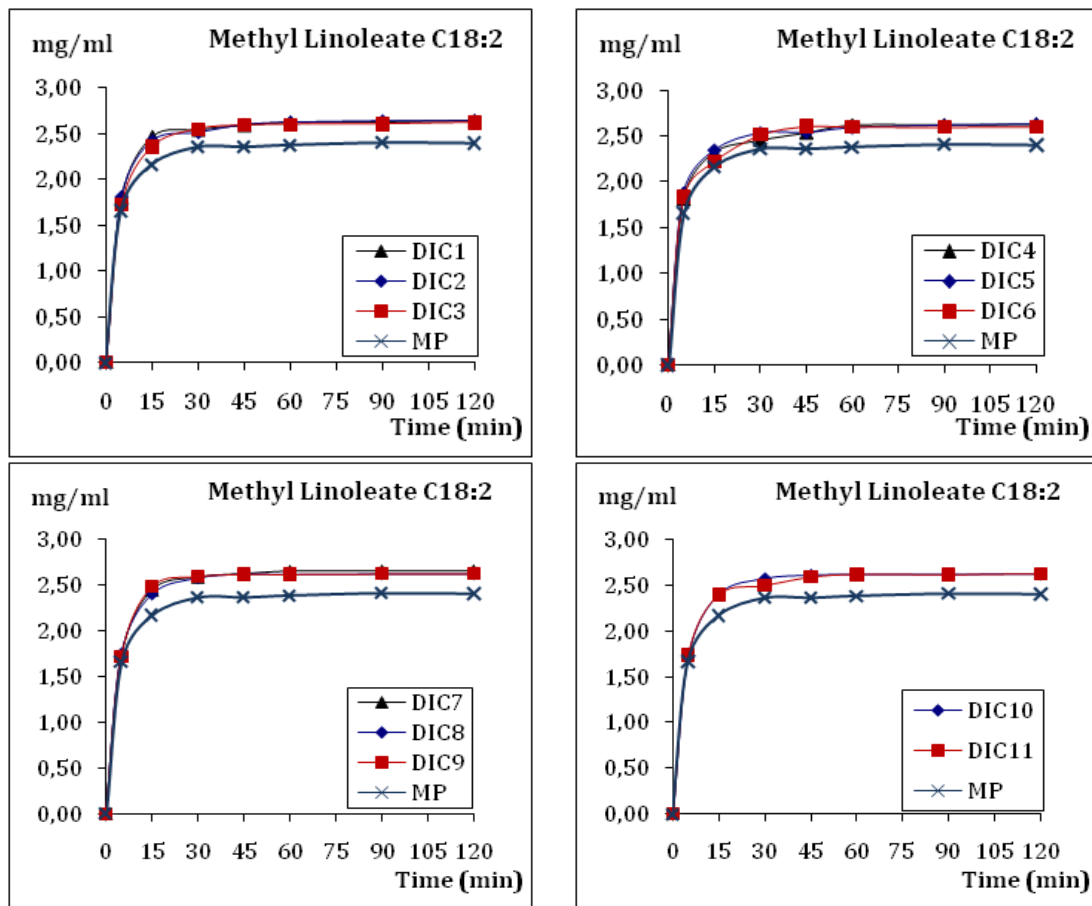 mg/ml Methyl Linoleate C18:2
3,00
2,50
2,00
1,50
1,00
0,50
0,00
DIC1
DIC2
DIC3
MP
0 15 30 45 60 75 90 105 120
Time (min)
mg/ml Methyl Linoleate C18:2
3,00
2,50
2,00
1,50
1,00
0,50
0,00
DIC4
DIC5
DIC6
MP
0 15 30 45 60 75 90 105 120
Time (min)
mg/ml Methyl Linoleate C18:2
3,00
2,50
2,00
1,50
1,00
0,50
0,00
DIC7
DIC8
DIC9
MP
0 15 30 45 60 75 90 105 120
Time (min)
mg/ml Methyl Linoleate C18:2
3,00
2,50
2,00
1,50
1,00
0,50
0,00
DIC10
DIC11
MP
0 15 30 45 60 75 90 105 120
Time (min)